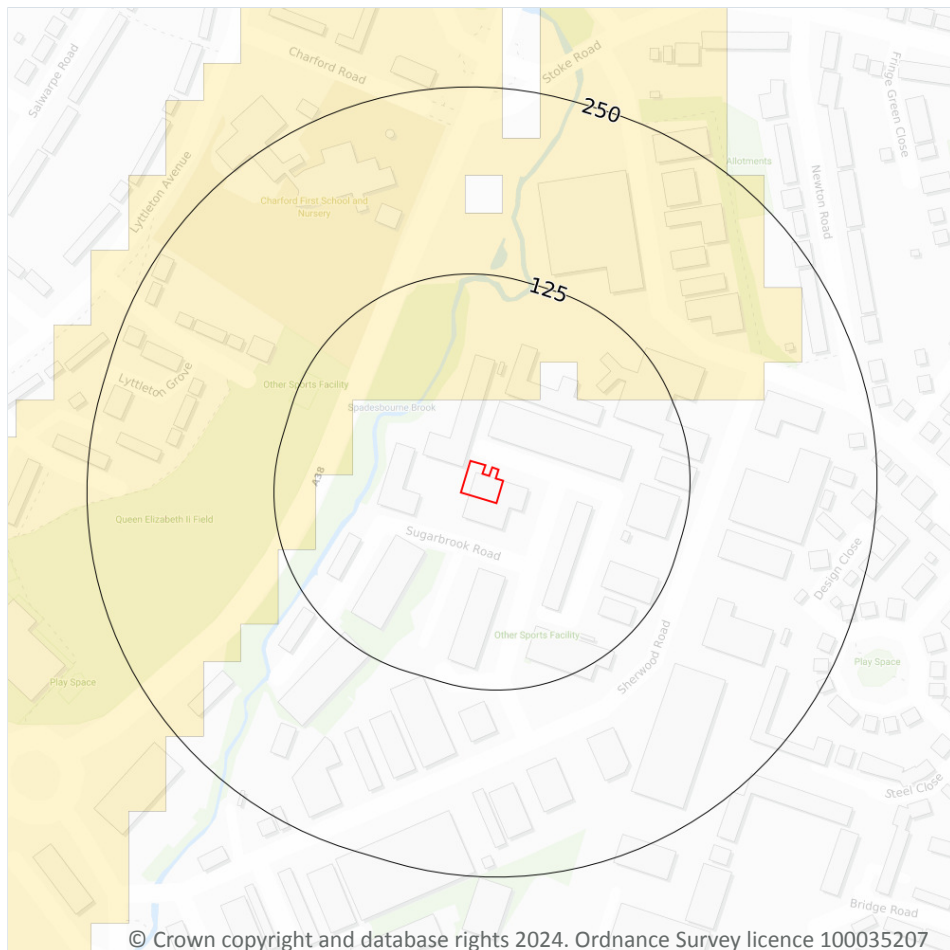 Charford Road
Stoke Road
Salwarpe Road
Fringe Green Close
250
Lyttleton Avenue
Allotments
Newton Road
Charford First School and
Nursery
125
Lyttleton Grove
Other Sports Facility
Spadesbourne Brook
A38
Queen Elizabeth II Field
Sugarbrook Road
Design Close
Other Sports Facility
Sherwood Road
Play Space
Play Space
Steel Close
Bridge Road
© Crown copyright and database rights 2024. Ordnance Survey licence 100035207